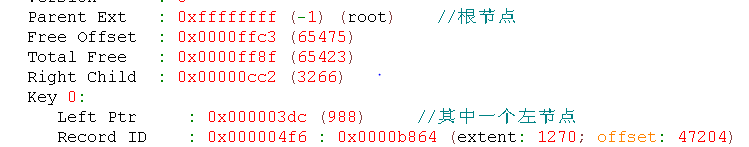 Parent Ext : 0xffffffff (-1) (root) //根节点
Free Offset : 0x0000ffc3 (65475)
Total Free : 0x0000ff8f (65423)
Right Child : 0x00000cc2 (3266)
Key 0:
Left Ptr : 0x000003dc (988) //其中一个左节点
Record ID : 0x000004f6 : 0x0000b864 (extent: 1270; offset: 47204)